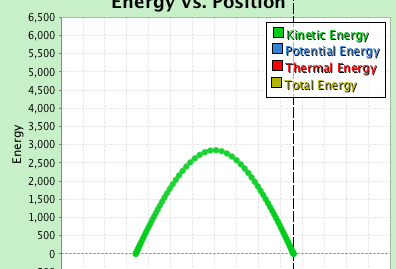 Energy vs. Position
6,500
6,000
5,500
5,000
4,500
4,000
3,500
3,000
2,500
2,000
1,500
1,000
500
0
Energy
Kinetic Energy
Potential Energy
Thermal Energy
Total Energy